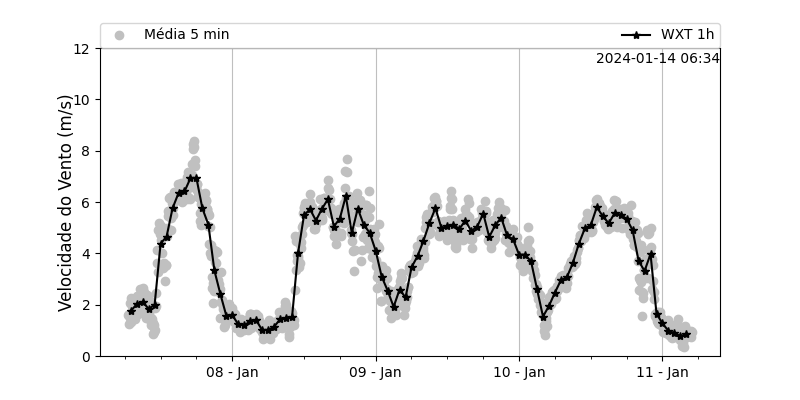 Média 5 min
WXT 1h
2024-01-14 06:34
Velocidade do Vento (m/s)
12
10
8
6
4
2
0
08 - Jan
09 - Jan
10 - Jan
11 - Jan